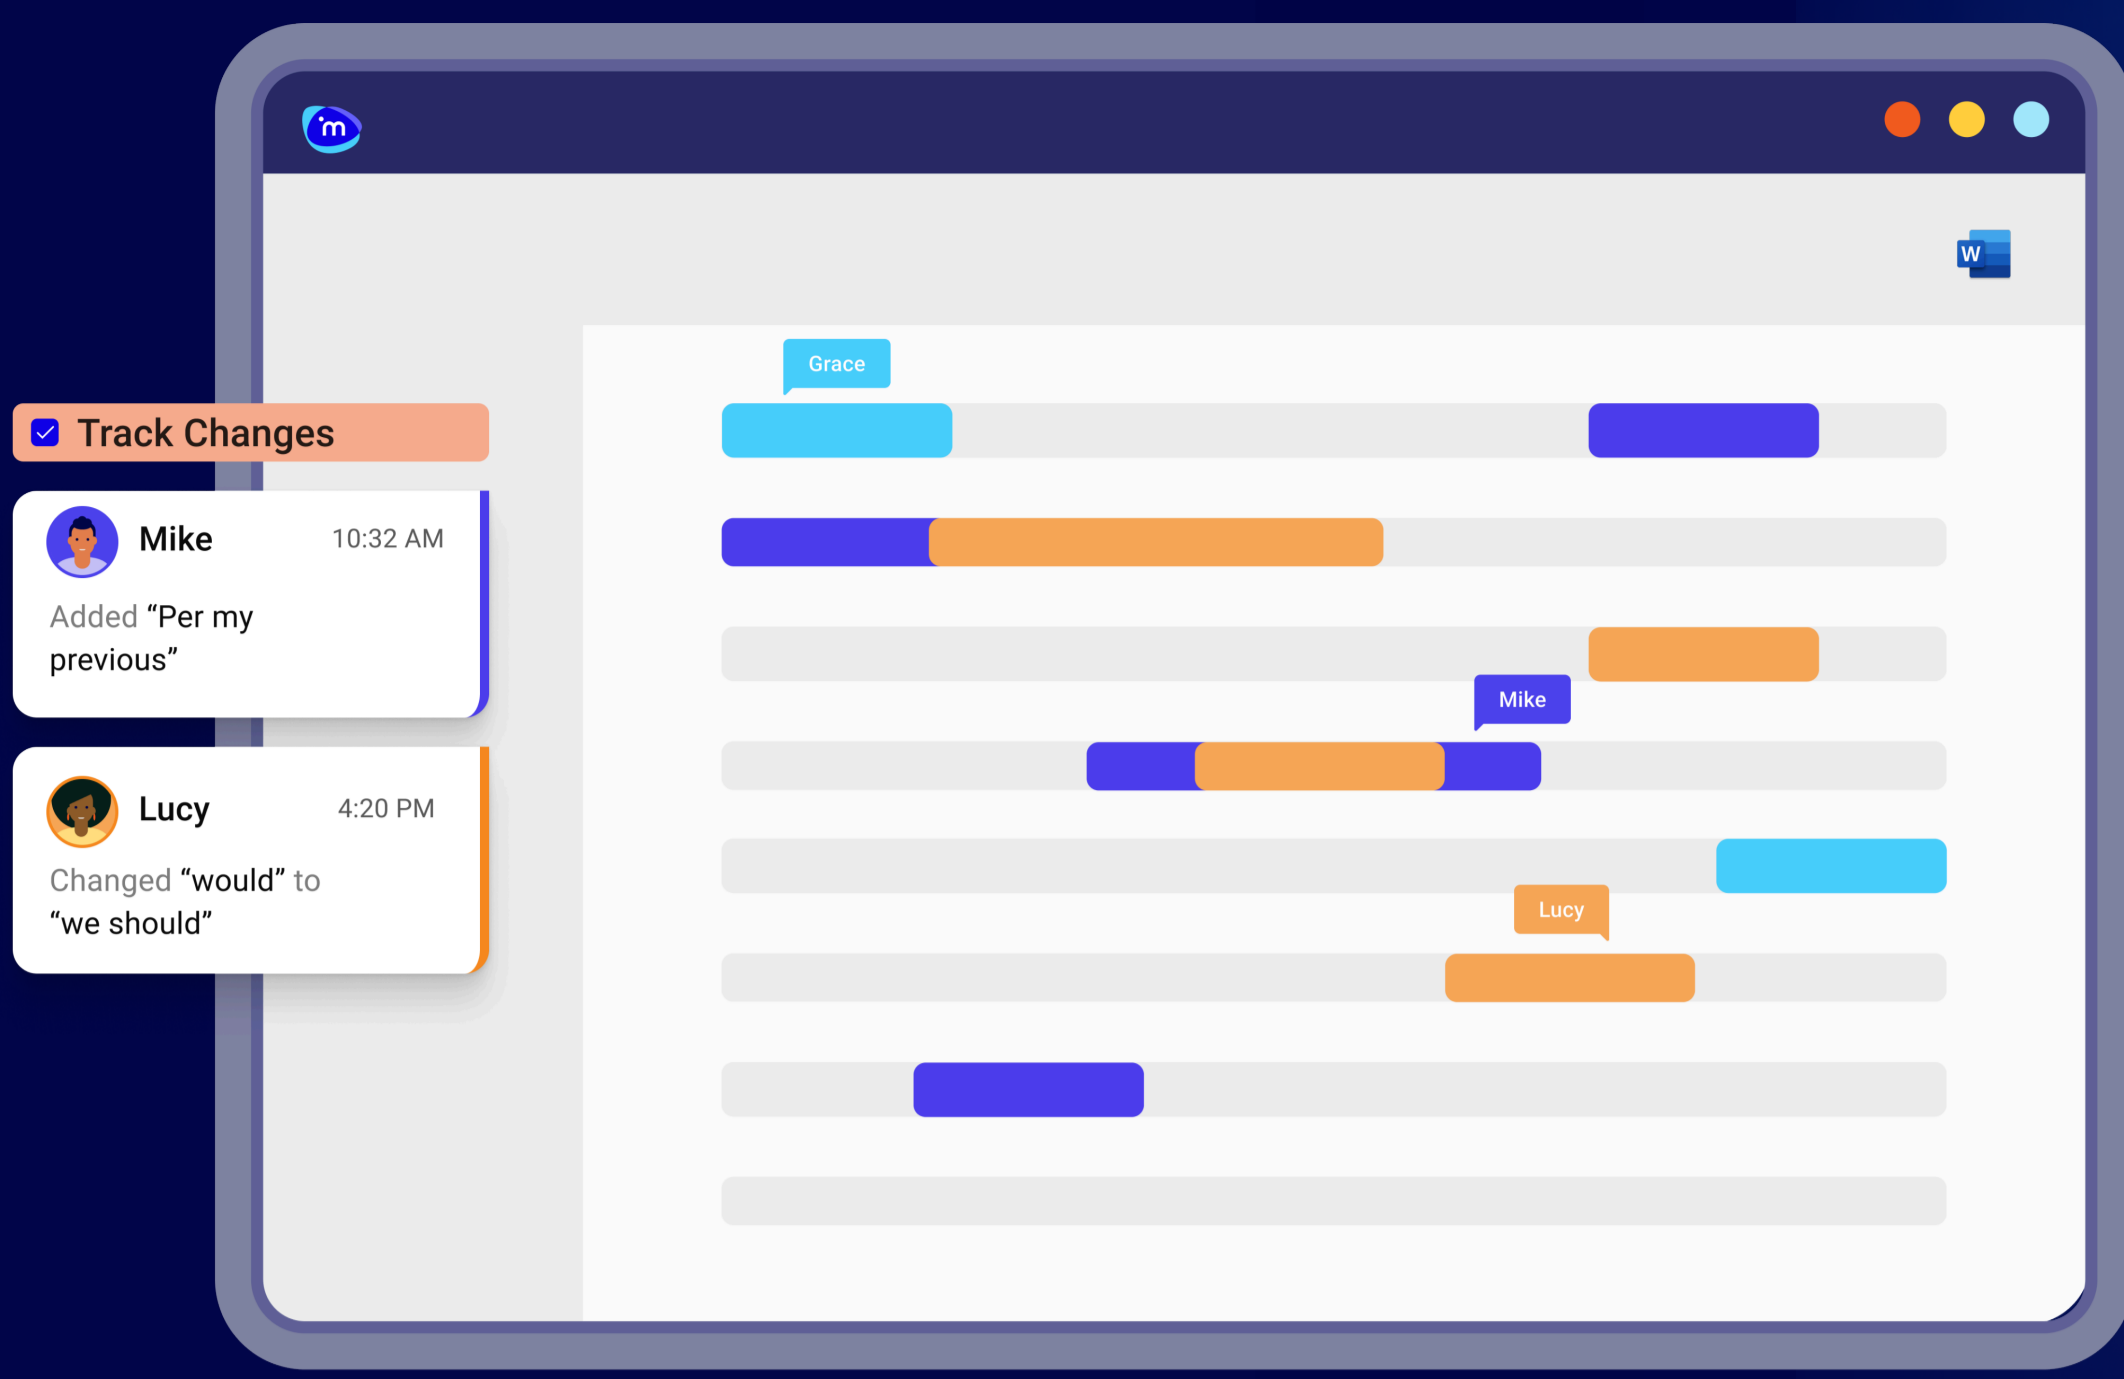 m
W
Grace
Track Changes
Mike 10:32 AM
Added “Per my
previous”
Mike
Lucy 4:20 PM
Changed “would” to
“we should”
Lucy